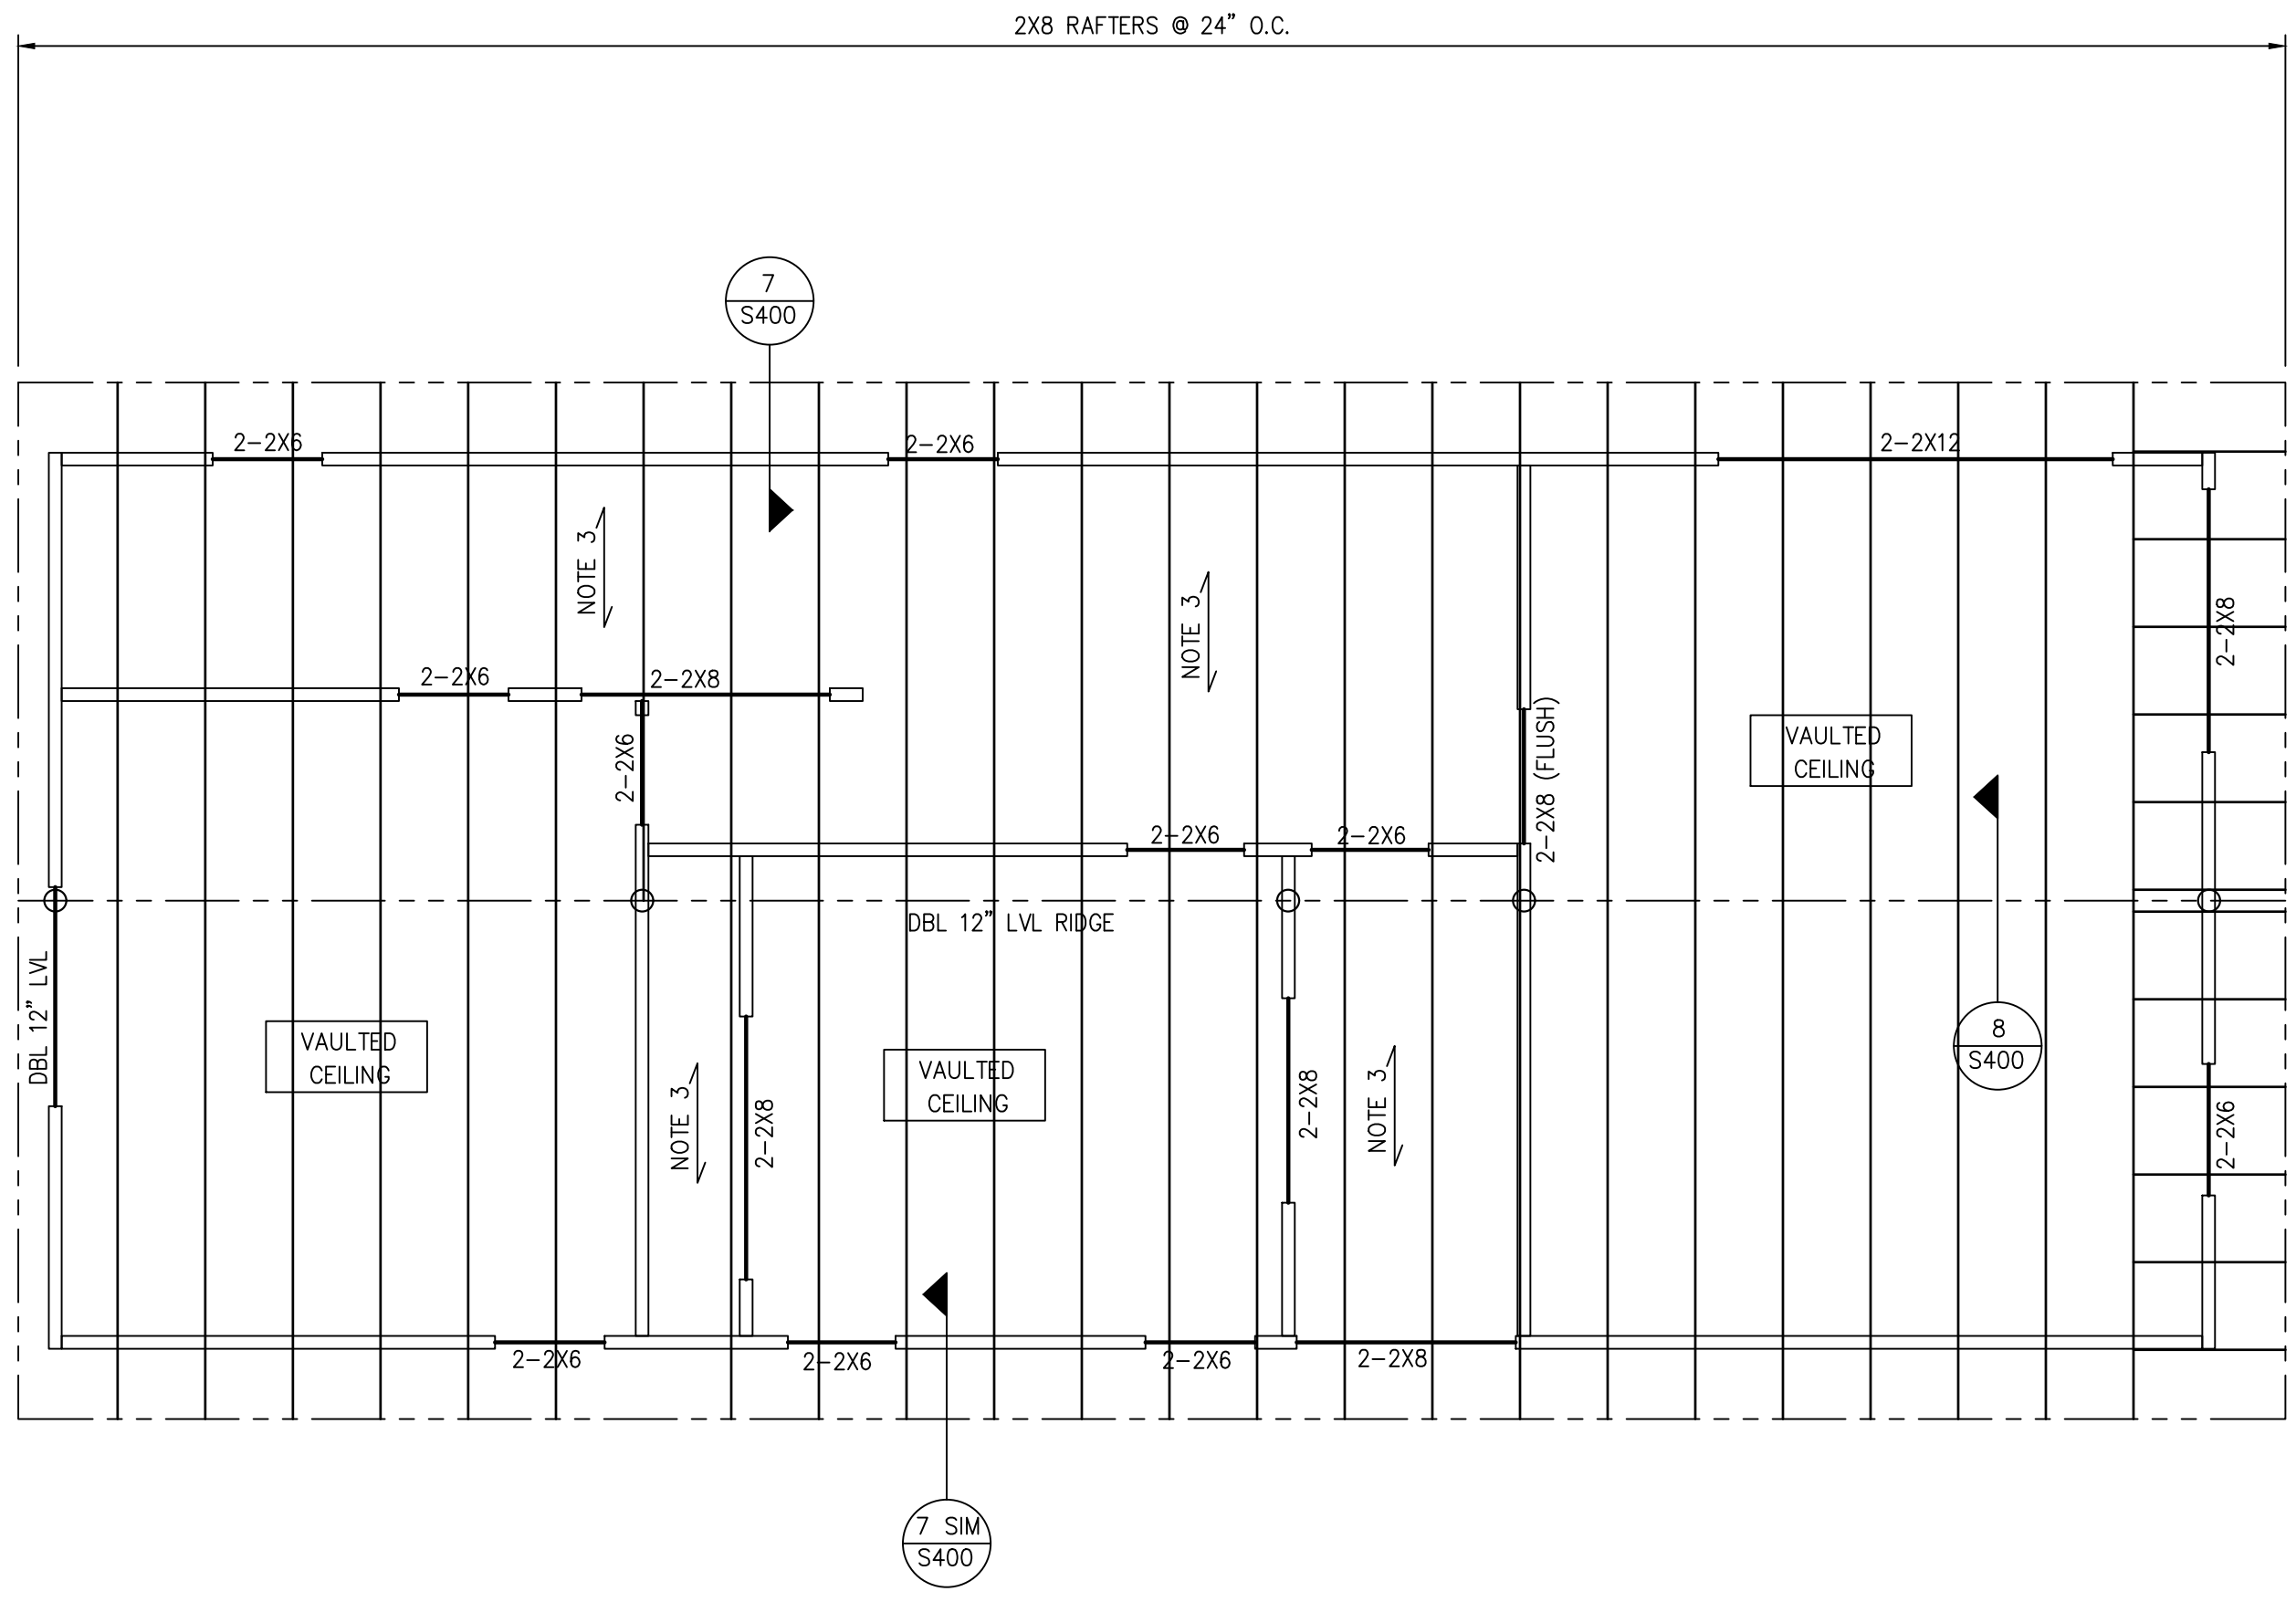 2X8 RAFTERS @ 24" O.C.
7
S400
2-2X6
2-2X6
2-2X12
NOTE 3
NOTE 3
2-2X8
2-2X6
2-2X8
2-2X6
2-2X8 (FLUSH)
VAULTED
CEILING
2-2X6
2-2X6
DBL 12" LVL RIDGE
DBL 12" LVL
VAULTED
CEILING
VAULTED
CEILING
8
S400
NOTE 3
2-2X8
2-2X8
NOTE 3
2-2X6
2-2X6
2-2X6
2-2X6
2-2X8
7 SIM
S400